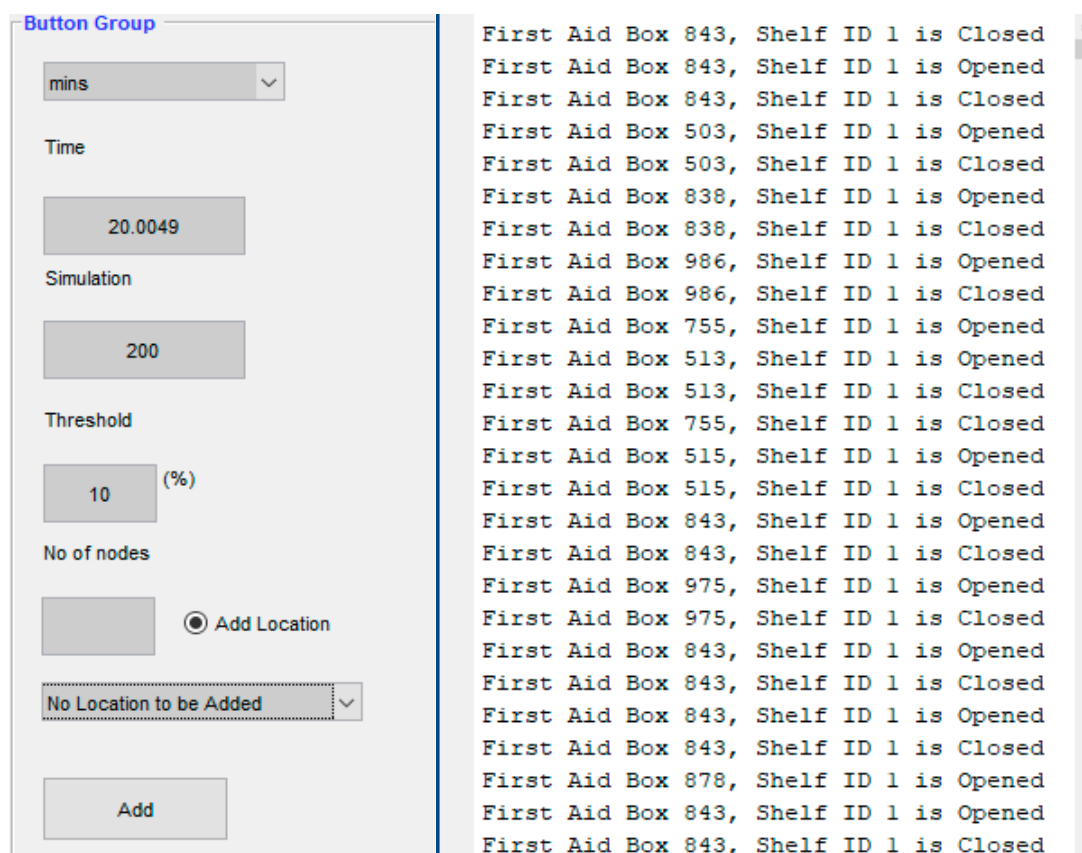 Button Group
mins
Time
20.0049
Simulation
200
Threshold
10
(%)
No of nodes
Add Location
No Location to be Added
Add
First Aid Box 843, Shelf ID 1 is Closed
First Aid Box 843, Shelf ID 1 is Opened
First Aid Box 843, Shelf ID 1 is Closed
First Aid Box 503, Shelf ID 1 is Opened
First Aid Box 503, Shelf ID 1 is Closed
First Aid Box 838, Shelf ID 1 is Opened
First Aid Box 838, Shelf ID 1 is Closed
First Aid Box 986, Shelf ID 1 is Opened
First Aid Box 986, Shelf ID 1 is Closed
First Aid Box 755, Shelf ID 1 is Opened
First Aid Box 513, Shelf ID 1 is Opened
First Aid Box 513, Shelf ID 1 is Closed
First Aid Box 755, Shelf ID 1 is Closed
First Aid Box 515, Shelf ID 1 is Opened
First Aid Box 515, Shelf ID 1 is Closed
First Aid Box 843, Shelf ID 1 is Opened
First Aid Box 843, Shelf ID 1 is Closed
First Aid Box 975, Shelf ID 1 is Opened
First Aid Box 975, Shelf ID 1 is Closed
First Aid Box 843, Shelf ID 1 is Opened
First Aid Box 843, Shelf ID 1 is Closed
First Aid Box 843, Shelf ID 1 is Opened
First Aid Box 843, Shelf ID 1 is Closed
First Aid Box 878, Shelf ID 1 is Opened
First Aid Box 843, Shelf ID 1 is Opened
First Aid Box 843, Shelf ID 1 is Closed